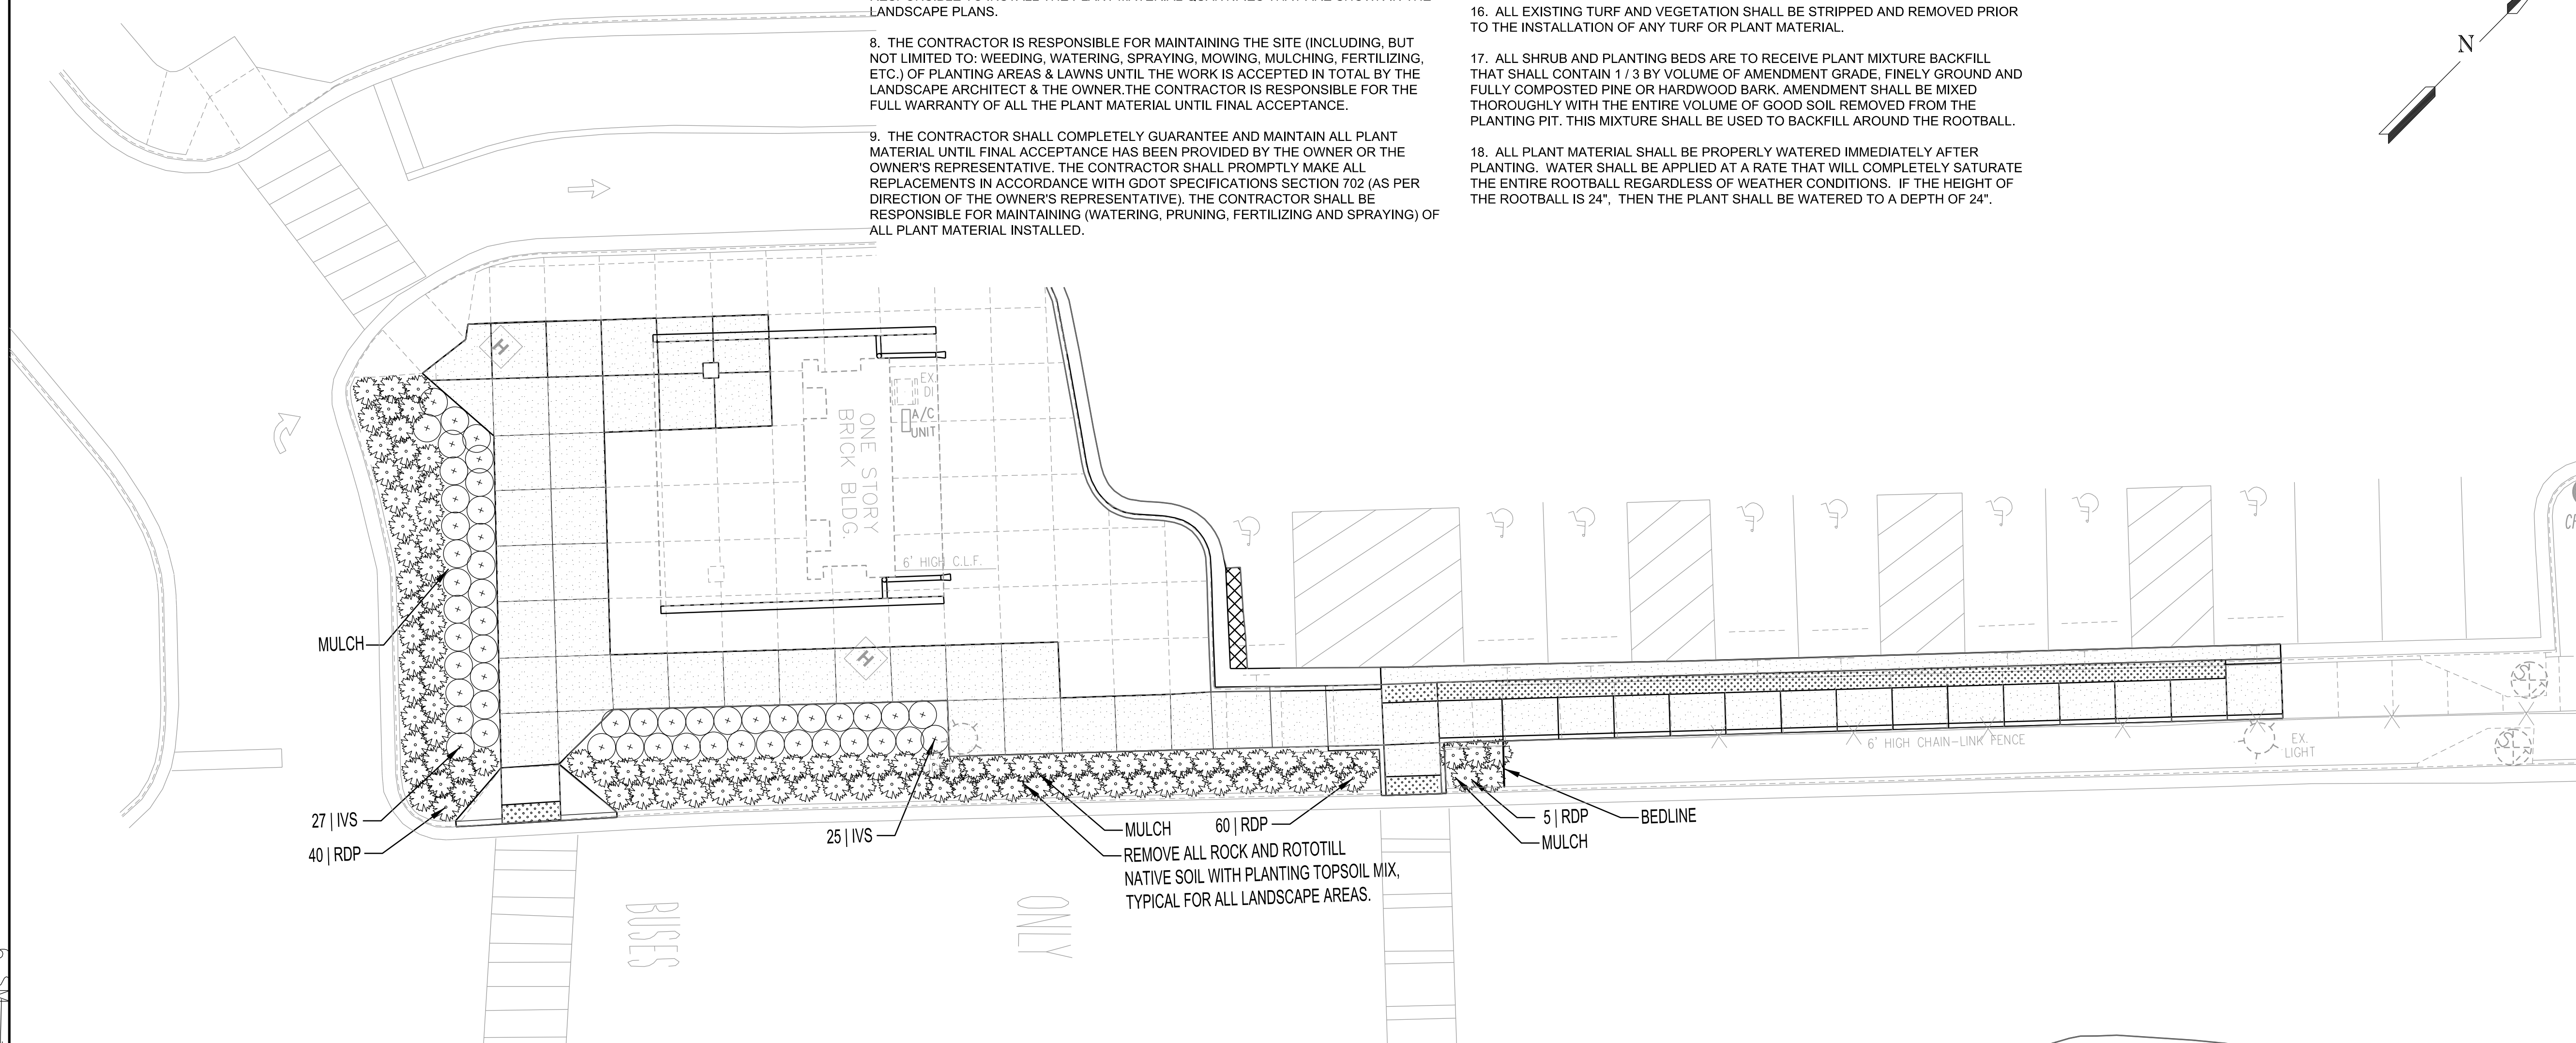 LANDSCAPE PLANS.
8. THE CONTRACTOR IS RESPONSIBLE FOR MAINTAINING THE SITE (INCLUDING, BUT
NOT LIMITED TO: WEEDING, WATERING, SPRAYING, MOWING, MULCHING, FERTILIZING,
ETC.) OF PLANTING AREAS & LAWNS UNTIL THE WORK IS ACCEPTED IN TOTAL BY THE
LANDSCAPE ARCHITECT & THE OWNER.THE CONTRACTOR IS RESPONSIBLE FOR THE
FULL WARRANTY OF ALL THE PLANT MATERIAL UNTIL FINAL ACCEPTANCE.
9. THE CONTRACTOR SHALL COMPLETELY GUARANTEE AND MAINTAIN ALL PLANT
MATERIAL UNTIL FINAL ACCEPTANCE HAS BEEN PROVIDED BY THE OWNER OR THE
OWNER'S REPRESENTATIVE. THE CONTRACTOR SHALL PROMPTLY MAKE ALL
REPLACEMENTS IN ACCORDANCE WITH GDOT SPECIFICATIONS SECTION 702 (AS PER
DIRECTION OF THE OWNER'S REPRESENTATIVE). THE CONTRACTOR SHALL BE
RESPONSIBLE FOR MAINTAINING (WATERING, PRUNING, FERTILIZING AND SPRAYING) OF
ALL PLANT MATERIAL INSTALLED.
16. ALL EXISTING TURF AND VEGETATION SHALL BE STRIPPED AND REMOVED PRIOR
TO THE INSTALLATION OF ANY TURF OR PLANT MATERIAL.
17. ALL SHRUB AND PLANTING BEDS ARE TO RECEIVE PLANT MIXTURE BACKFILL
THAT SHALL CONTAIN 1 / 3 BY VOLUME OF AMENDMENT GRADE, FINELY GROUND AND
FULLY COMPOSTED PINE OR HARDWOOD BARK. AMENDMENT SHALL BE MIXED
THOROUGHLY WITH THE ENTIRE VOLUME OF GOOD SOIL REMOVED FROM THE
PLANTING PIT. THIS MIXTURE SHALL BE USED TO BACKFILL AROUND THE ROOTBALL.
18. ALL PLANT MATERIAL SHALL BE PROPERLY WATERED IMMEDIATELY AFTER
PLANTING. WATER SHALL BE APPLIED AT A RATE THAT WILL COMPLETELY SATURATE
THE ENTIRE ROOTBALL REGARDLESS OF WEATHER CONDITIONS. IF THE HEIGHT OF
THE ROOTBALL IS 24", THEN THE PLANT SHALL BE WATERED TO A DEPTH OF 24".
N
H
EX.
DI
A/C
UNIT
ONE STORY
BRICK BLDG
6' HIGH C.L.F.
H
MULCH
27 | IVS
40 | RDP
25 | IVS
MULCH
60 | RDP
REMOVE ALL ROCK AND ROTOTILL
NATIVE SOIL WITH PLANTING TOPSOIL MIX,
TYPICAL FOR ALL LANDSCAPE AREAS.
5 | RDP
MULCH
BEDLINE
6' HIGH CHAIN-LINK FENCE
EX.
LIGHT
BUSES
ONLY